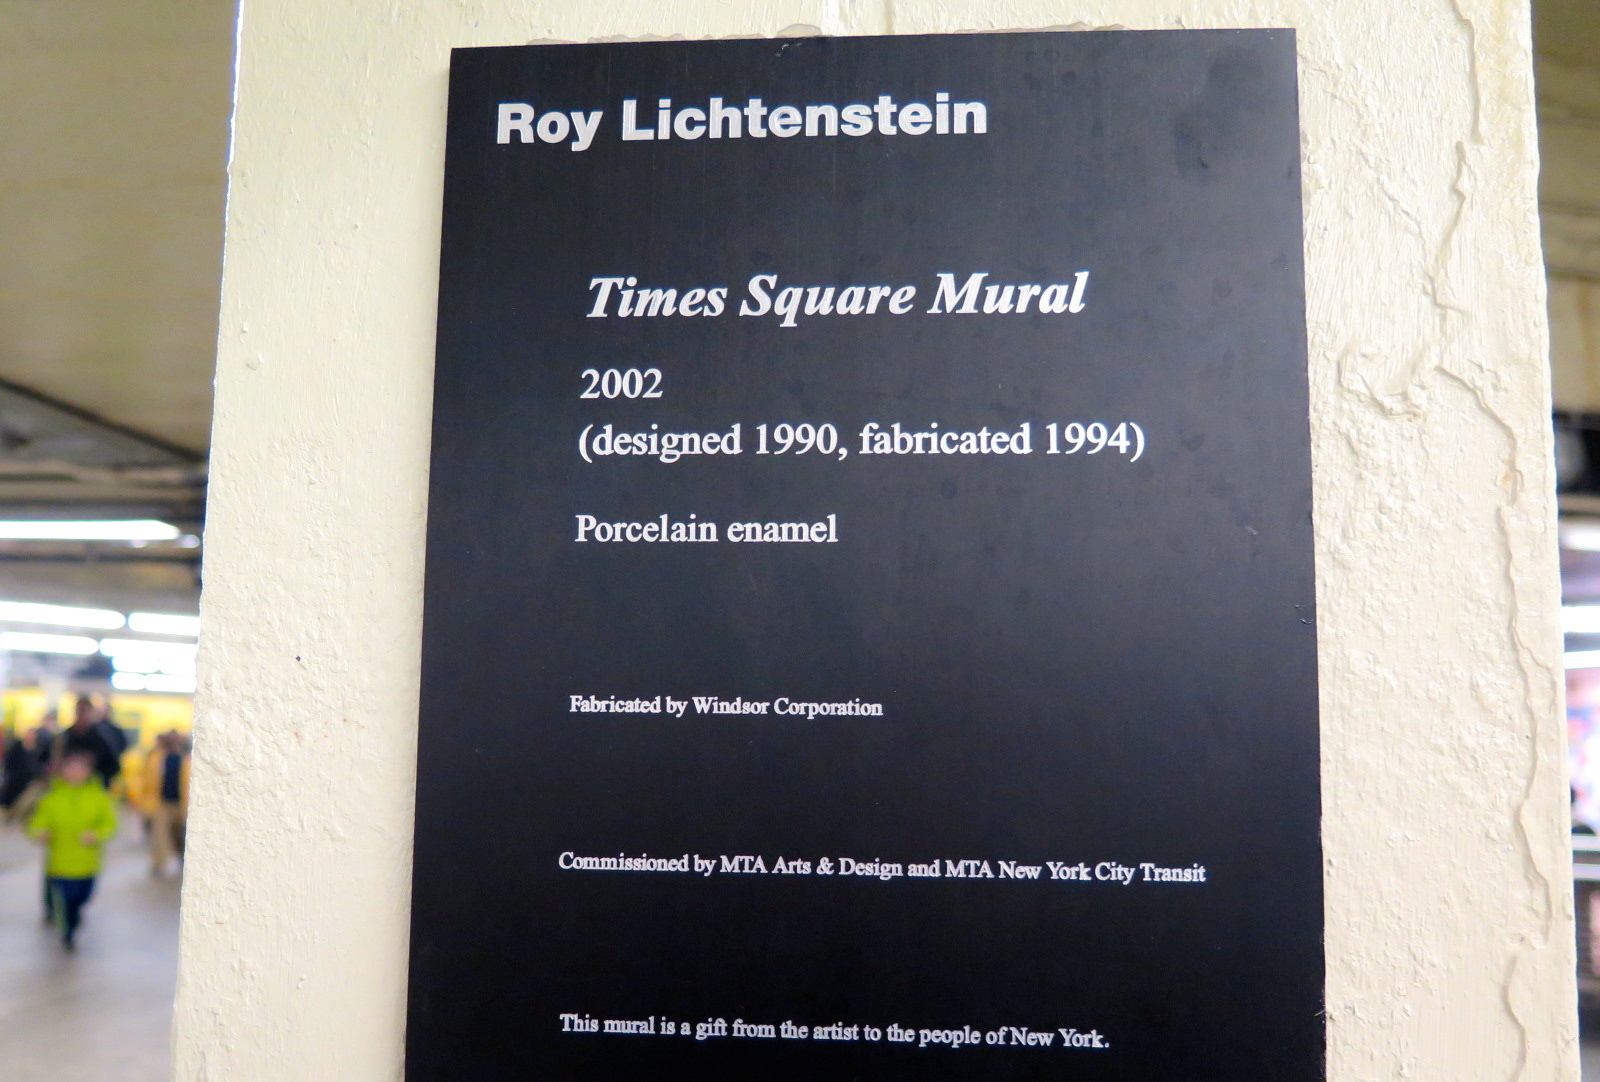 Roy Lichtenstein
Times Square Mural
2002
(designed 1990, fabricated 1994)
Porcelain enamel
Fabricated by Windsor Corporation
Commissioned by MTA Arts & Design and MTA New York City Transit
This mural is a gift from the artist to the people of New York.